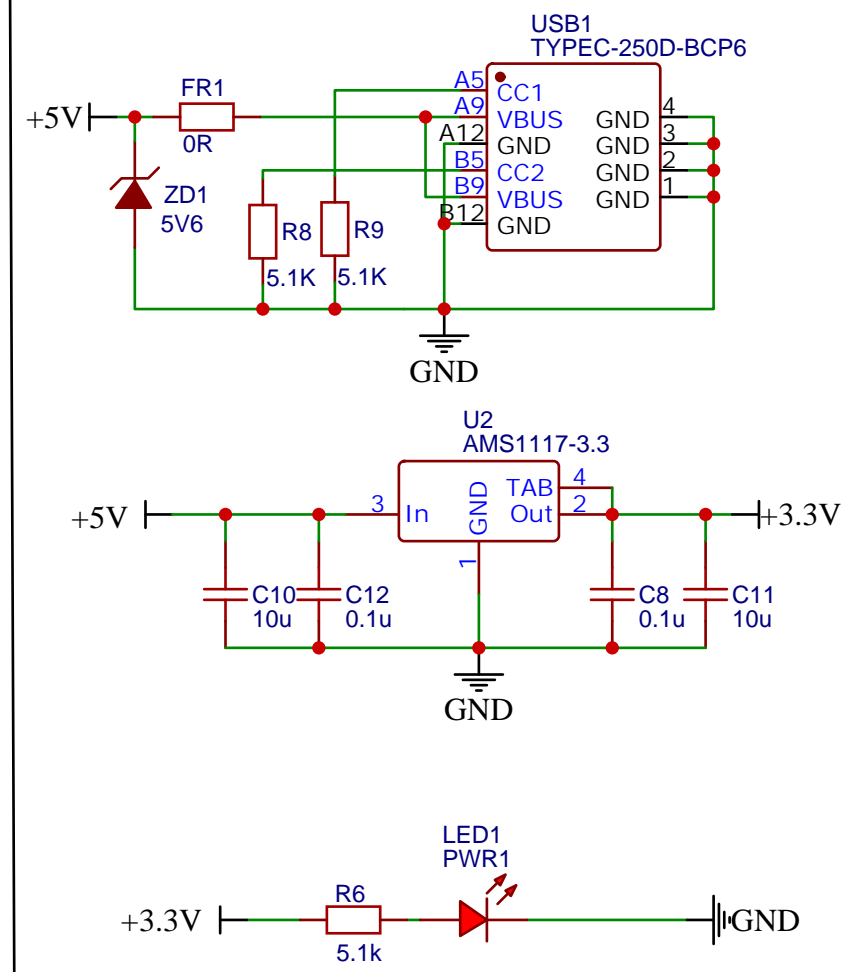 USB1
TYPEC-250D-BCP6
+5V
FR1
0R
ZD1
5V6
R8
5.1K
R9
5.1K
A5
CC1
A9
VBUS
A12
GND
B5
CC2
B9
VBUS
B12
GND
GND 4
GND 3
GND 2
GND 1
GND
U2
AMS1117-3.3
+5V
3
In
GND
1
TAB 4
Out 2
+3.3V
C10
10u
C12
0.1u
C8
0.1u
C11
10u
GND
LED1
PWR1
+3.3V
R6
5.1k
GND